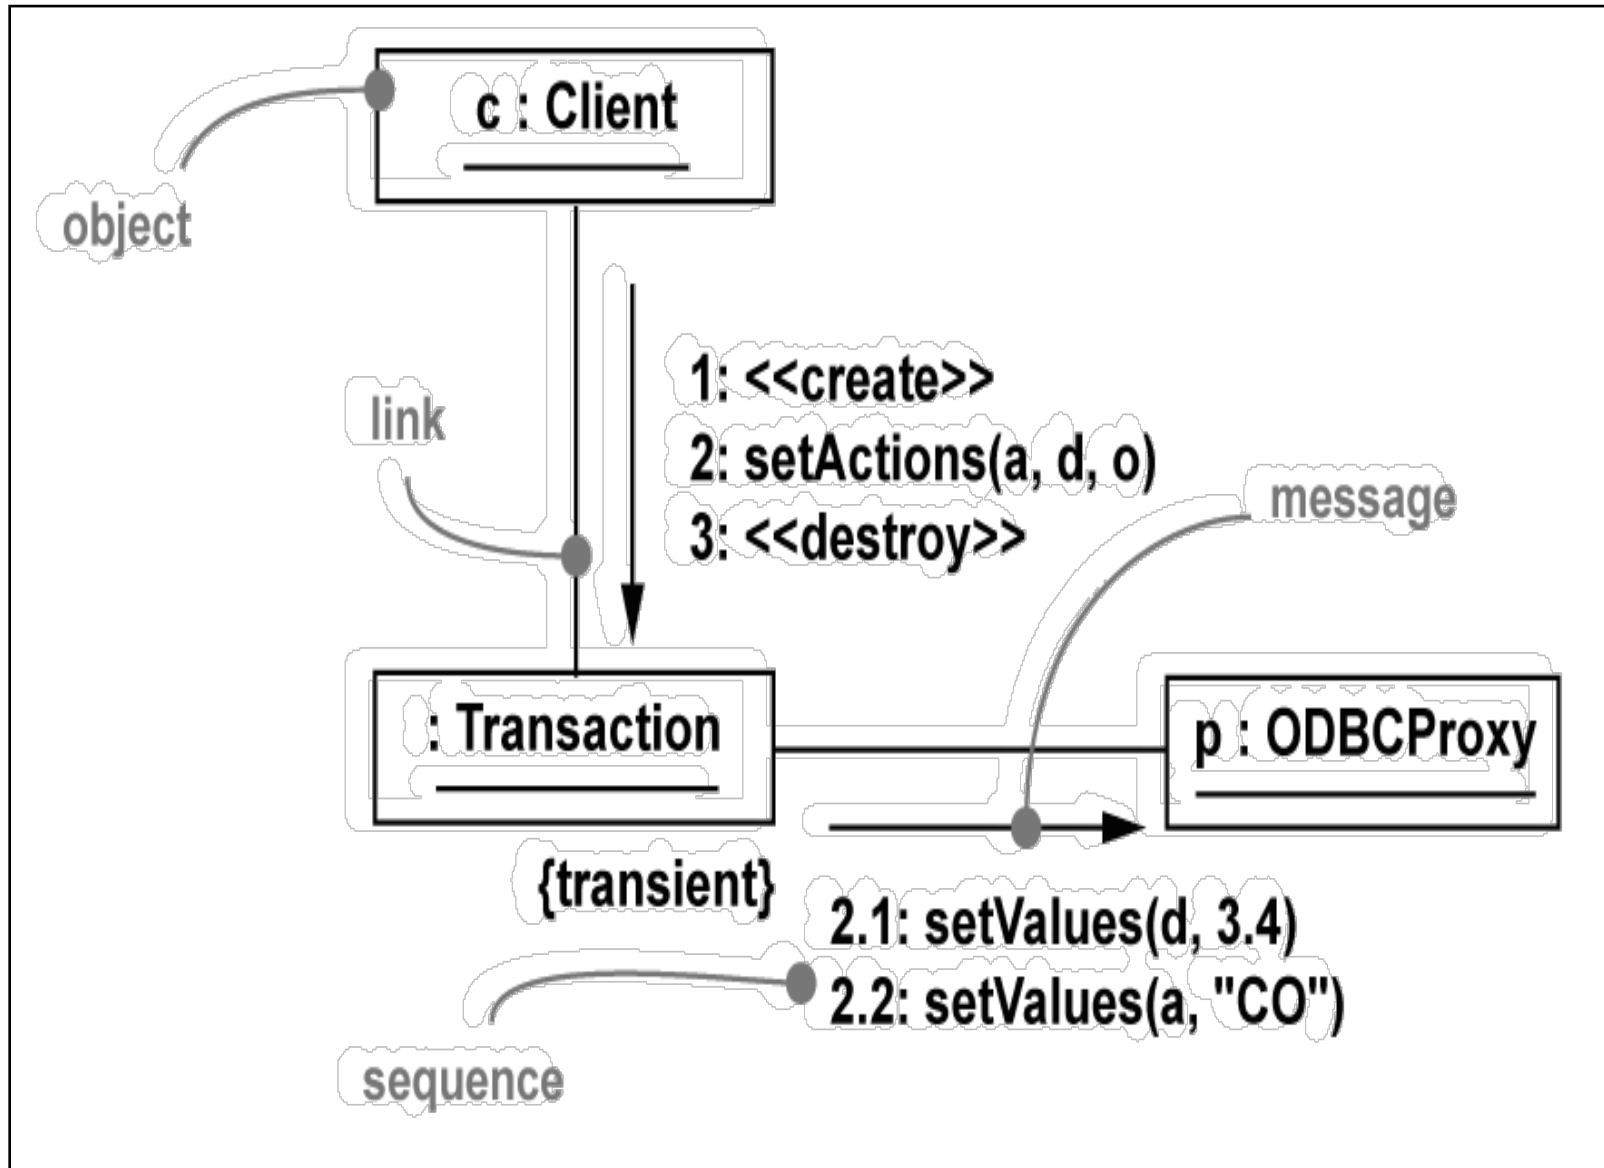 c : Client
object
1: <<create>>
link
2: setActions(a, d, o)
message
3: <<destroy>>
: Transaction
p : ODBCProxy
{transient}
2.1: setValues(d, 3.4)
2.2: setValues(a, "CO")
sequence